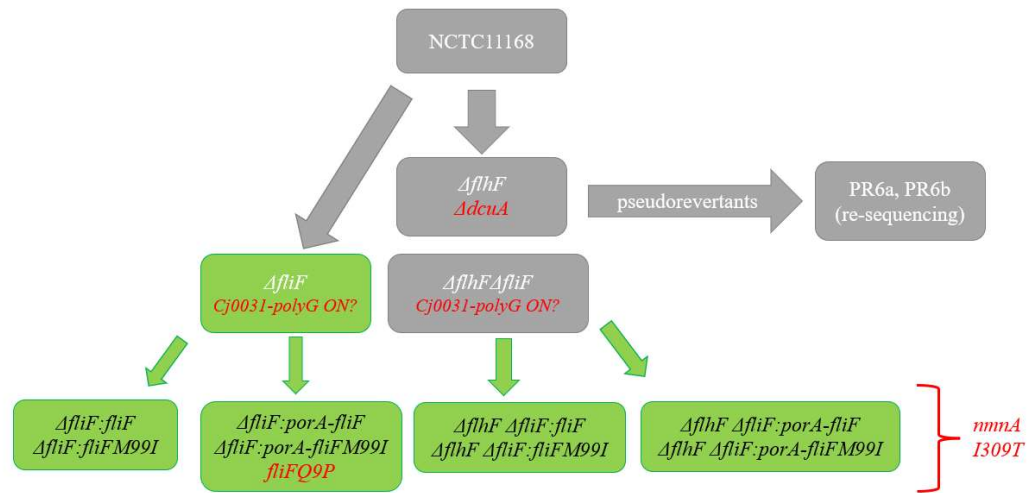 NCTC11168
ΔflhF
ΔdcuA
pseudorevertants
PR6a, PR6b
(re-sequencing)
ΔfliF
Cj0031-polyG ON?
ΔflhFΔfliF
Cj0031-polyG ON?
ΔfliF:fliF
ΔfliF:fliFM99I
ΔfliF:porA-fliF
ΔfliF:porA-fliFM99I
fliFQ9P
ΔflhF ΔfliF:fliF
ΔflhF ΔfliF:fliFM99I
ΔflhF ΔfliF:porA-fliF
ΔflhF ΔfliF:porA-fliFM99I
nmnA
I309T